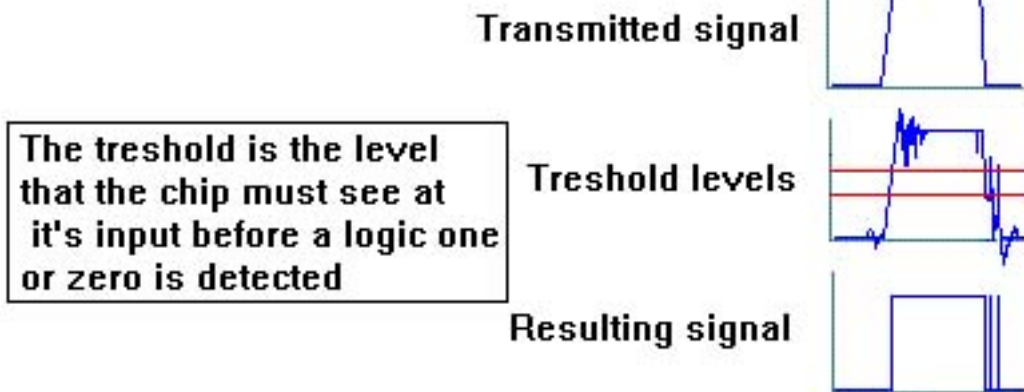 Transmitted signal
The treshold is the level
that the chip must see at
it's input before a logic one
or zero is detected
Treshold levels
Resulting signal